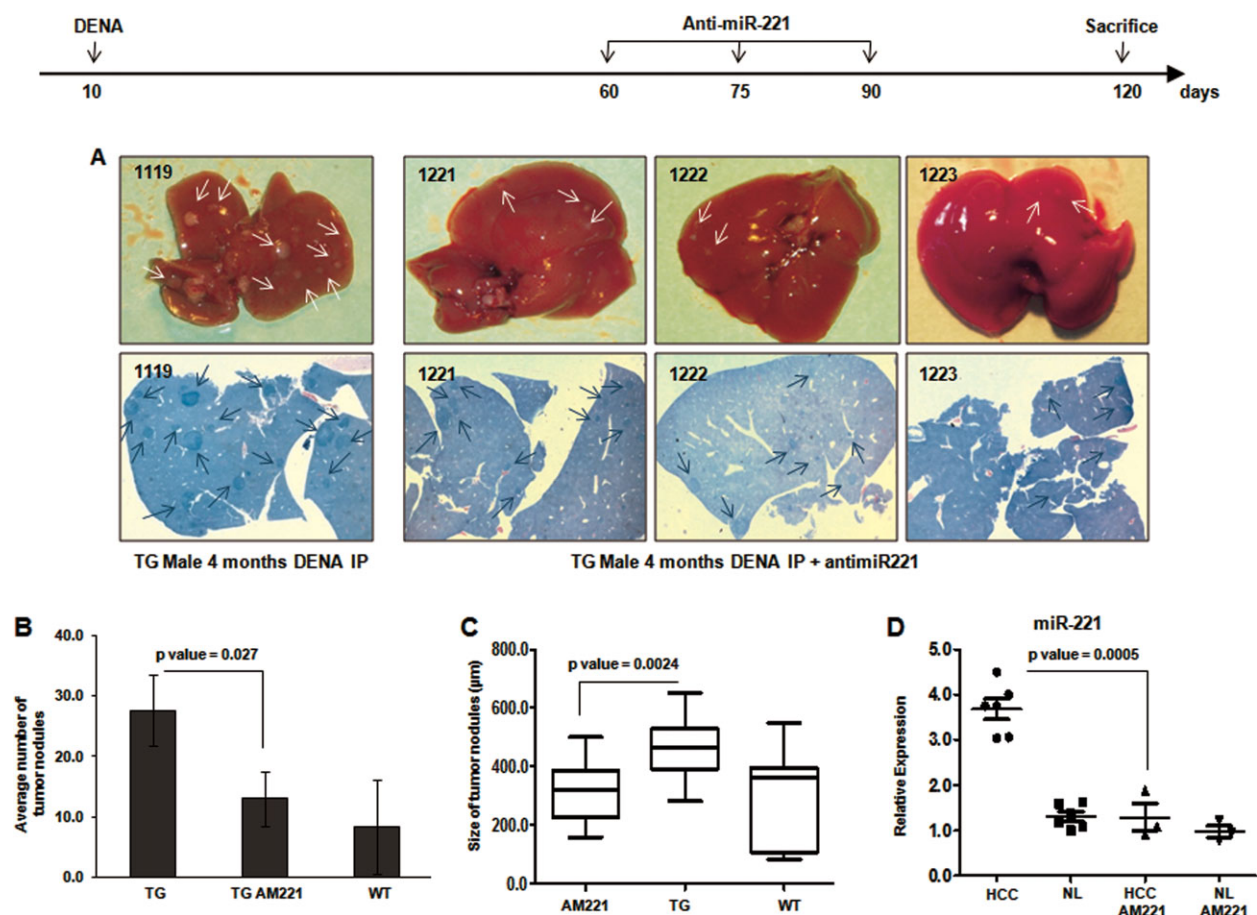 DENA Anti-miR-221 Sacrifice
10 60 75 90 120 days
A
1119 1221 1222 1223
1119 1221 1222 1223
TG Male 4 months DENA IP TG Male 4 months DENA IP + antimiR221
B
40.0
30.0
20.0
10.0
0.0
Average number of
tumor nodules
p value = 0.027
TG TG AM221 WT
C
800.0
600.0
400.0
200.0
0.0
Size of tumor nodules (µm)
p value = 0.0024
AM221 TG WT
D miR-221
5.0
4.0
3.0
2.0
1.0
0.0
Relative Expression
p value = 0.0005
HCC NL HCC NL
AM221 AM221